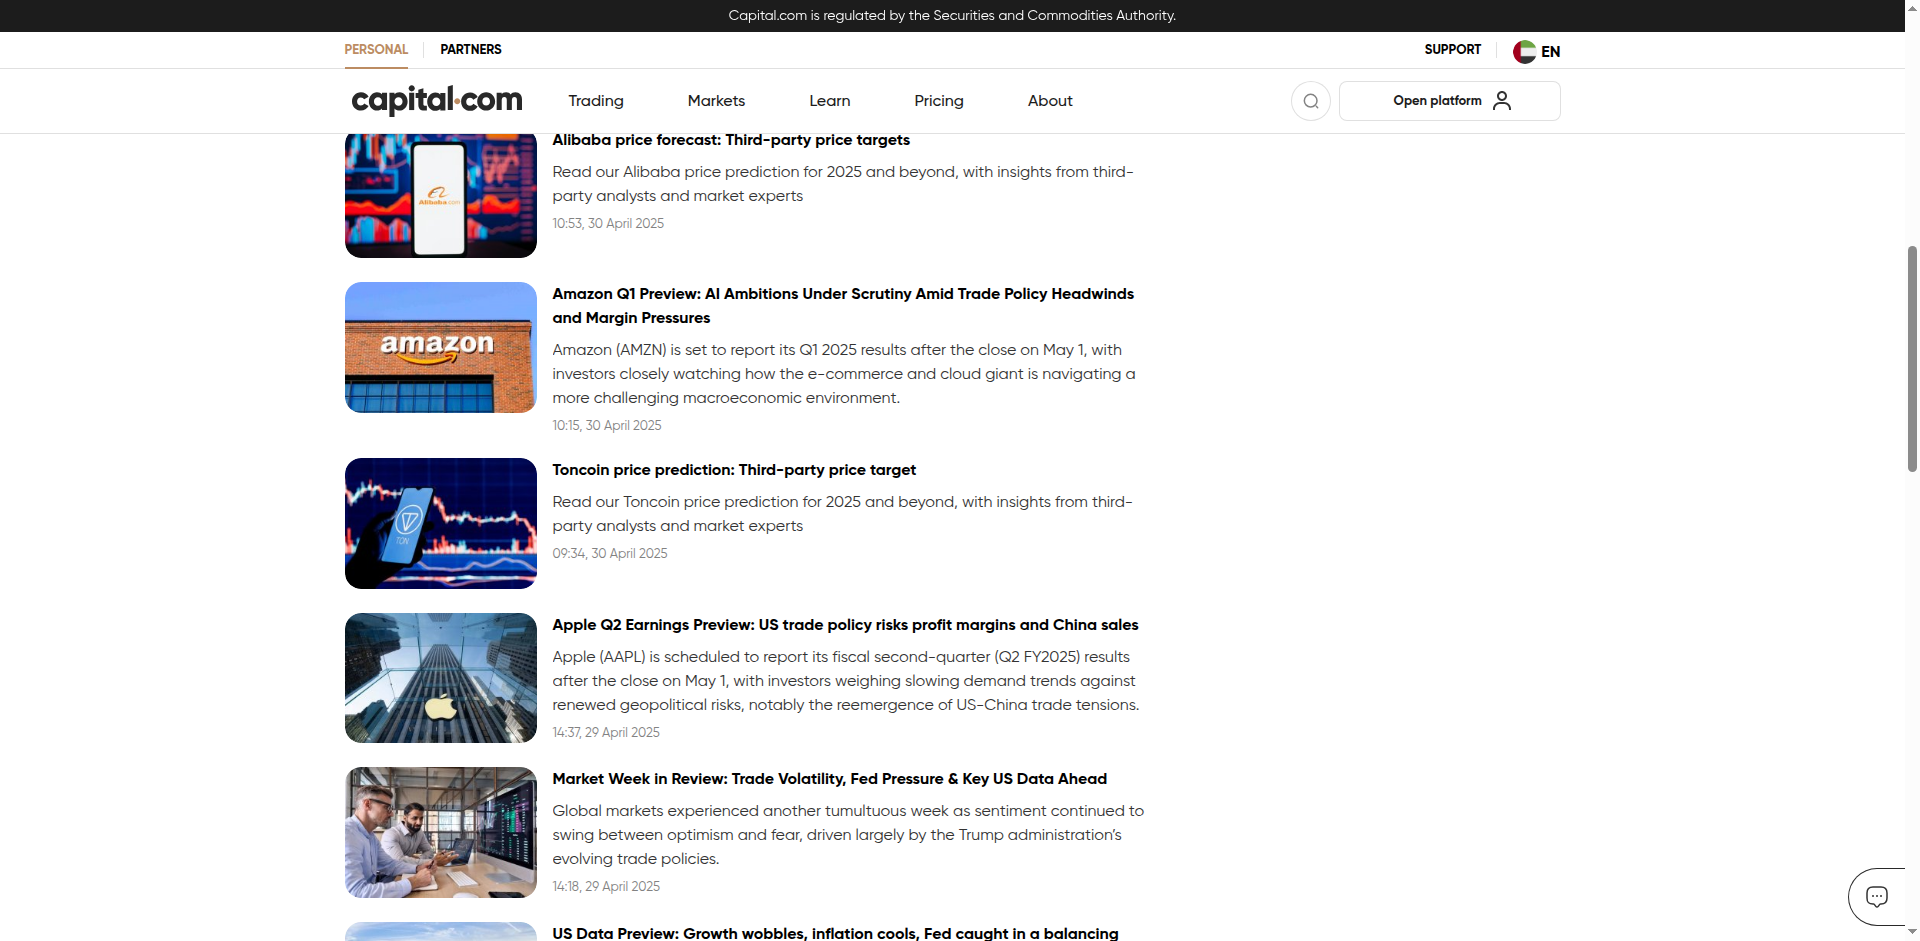 Capital.com is regulated by the Securities and Commodities Authority.
PERSONAL
PARTNERS
SUPPORT
EN
capital.com
Trading
Markets
Learn
Pricing
About
Open platform
Alibaba price forecast: Third-party price targets
Alibaba.com
Read our Alibaba price prediction for 2025 and beyond, with insights from third-
party analysts and market experts
10:53, 30 April 2025
amazon
Amazon Q1 Preview: AI Ambitions Under Scrutiny Amid Trade Policy Headwinds
and Margin Pressures
Amazon (AMZN) is set to report its Q1 2025 results after the close on May 1, with
investors closely watching how the e-commerce and cloud giant is navigating a
more challenging macroeconomic environment.
10:15, 30 April 2025
TON
Toncoin price prediction: Third-party price target
Read our Toncoin price prediction for 2025 and beyond, with insights from third-
party analysts and market experts
09:34, 30 April 2025
Apple Q2 Earnings Preview: US trade policy risks profit margins and China sales
Apple (AAPL) is scheduled to report its fiscal second-quarter (Q2 FY2025) results
after the close on May 1, with investors weighing slowing demand trends against
renewed geopolitical risks, notably the reemergence of US-China trade tensions.
14:37, 29 April 2025
Market Week in Review: Trade Volatility, Fed Pressure & Key US Data Ahead
Global markets experienced another tumultuous week as sentiment continued to
swing between optimism and fear, driven largely by the Trump administration’s
evolving trade policies.
14:18, 29 April 2025
US Data Preview: Growth wobbles, inflation cools, Fed caught in a balancing